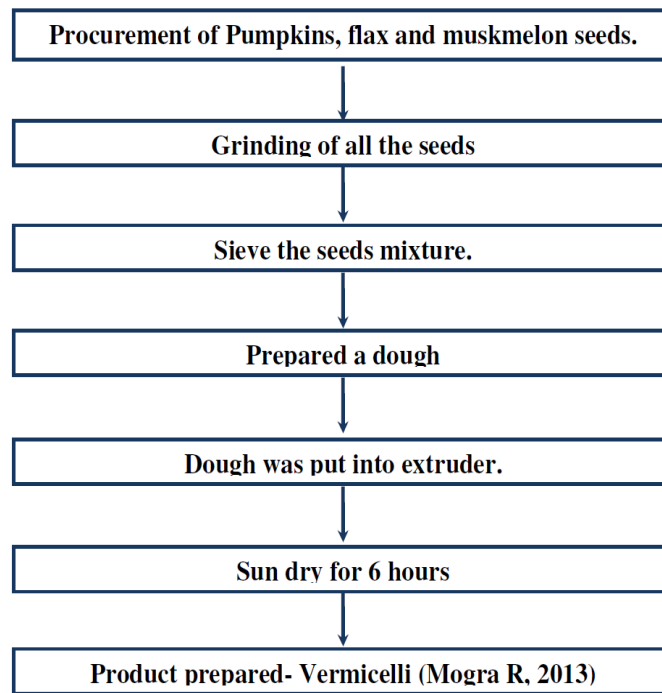 Procurement of Pumpkins, flax and muskmelon seeds.
Grinding of all the seeds
Sieve the seeds mixture.
Prepared a dough
Dough was put into extruder.
Sun dry for 6 hours
Product prepared- Vermicelli (Mogra R, 2013)